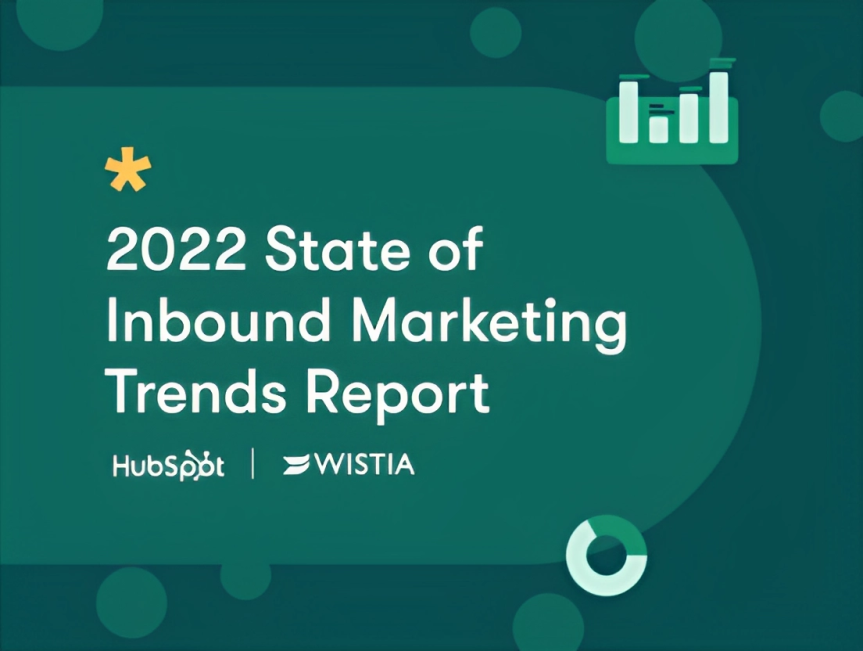 2022 State of
Inbound Marketing
Trends Report
HubSpot | WISTIA